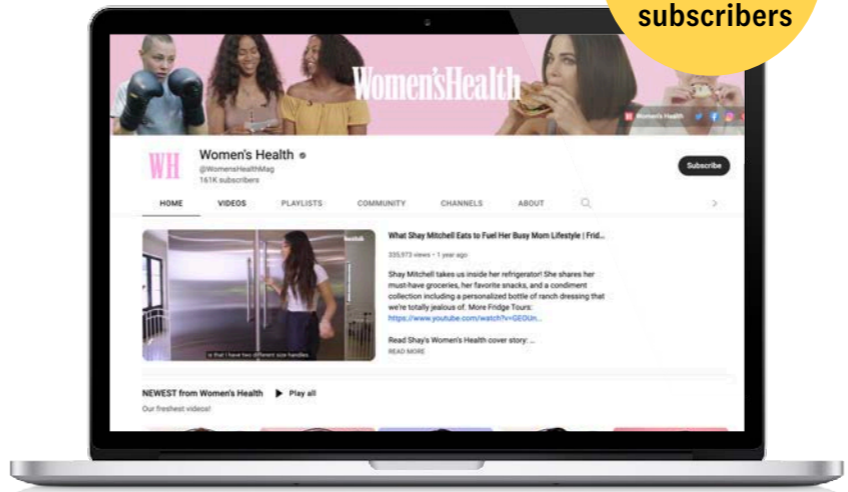 subscribers
Women'sHealth
Women's Health
WH
Women's Health
@WomensHealthMag
161K subscribers
Subscribe
HOME VIDEOS PLAYLISTS COMMUNITY CHANNELS ABOUT
What Shay Mitchell Eats to Fuel Her Busy Mom Lifestyle | Frid...
335,973 views • 1 year ago
Shay Mitchell takes us inside her refrigerator! She shares her
must-have groceries, her favorite snacks, and a condiment
collection including a personalized bottle of ranch dressing that
we're totally jealous of. More Fridge Tours:
https://www.youtube.com/watch?v=GEOUn...
Read Shay's Women's Health cover story: ...
READ MORE
is that I have two different size handles.
NEWEST from Women's Health Play all
Our freshest videos!